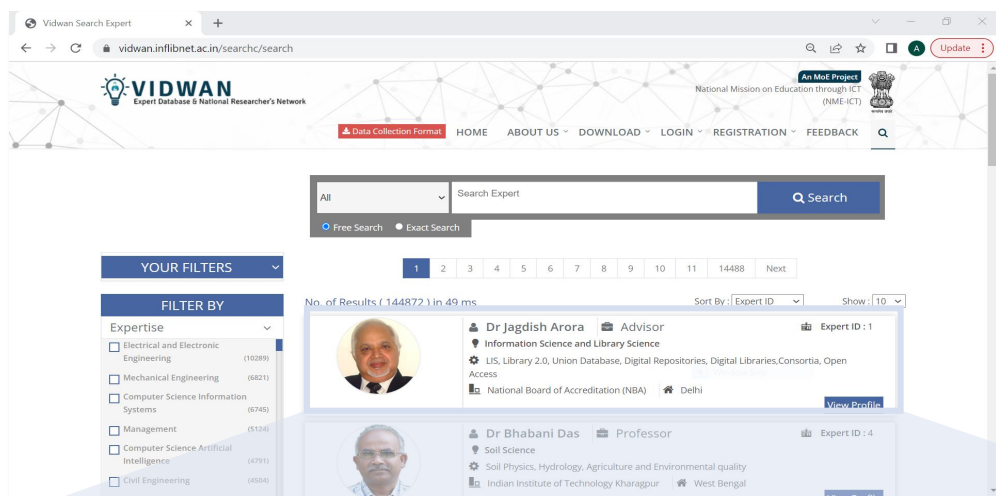 Vidwan Search Expert
vidwan.inflibnet.ac.in/searchc/search
A
Update
VIDWAN
Expert Database & National Researcher's Network
An MoE Project
National Mission on Education through ICT
(NME-ICT)
Data Collection Format HOME ABOUT US DOWNLOAD LOGIN REGISTRATION FEEDBACK
All Search Expert Search
Free Search Exact Search
YOUR FILTERS
1 2 3 4 5 6 7 8 9 10 11 14488 Next
FILTER BY
No. of Results ( 144872 ) in 49 ms
Sort By : Expert ID
Show : 10
Expertise
Electrical and Electronic
Engineering (10289)
Mechanical Engineering (6821)
Computer Science Information
Systems (6745)
Management (5124)
Computer Science Artificial
Intelligence (4791)
Civil Engineering (4504)
Dr Jagdish Arora Advisor Expert ID : 1
Information Science and Library Science
LIS, Library 2.0, Union Database, Digital Repositories, Digital Libraries,Consortia, Open
Access
National Board of Accreditation (NBA) Delhi
View Profile
Dr Bhabani Das Professor Expert ID : 4
Soil Science
Soil Physics, Hydrology, Agriculture and Environmental quality
Indian Institute of Technology Kharagpur West Bengal